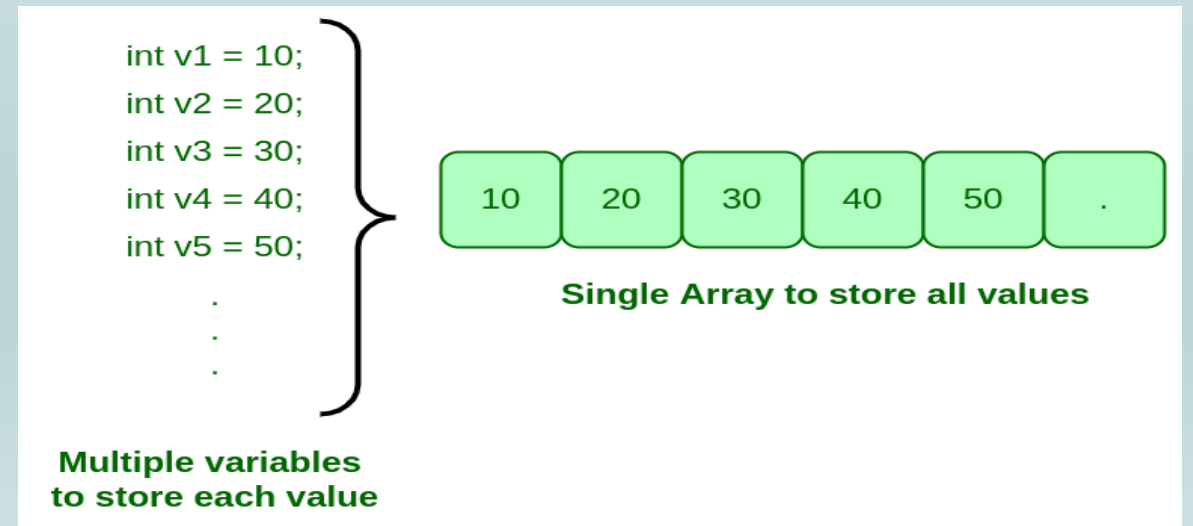 int v1 = 10;
int v2 = 20;
int v3 = 30;
int v4 = 40;
int v5 = 50;
.
.
.
Multiple variables
to store each value
10 20 30 40 50 .
Single Array to store all values